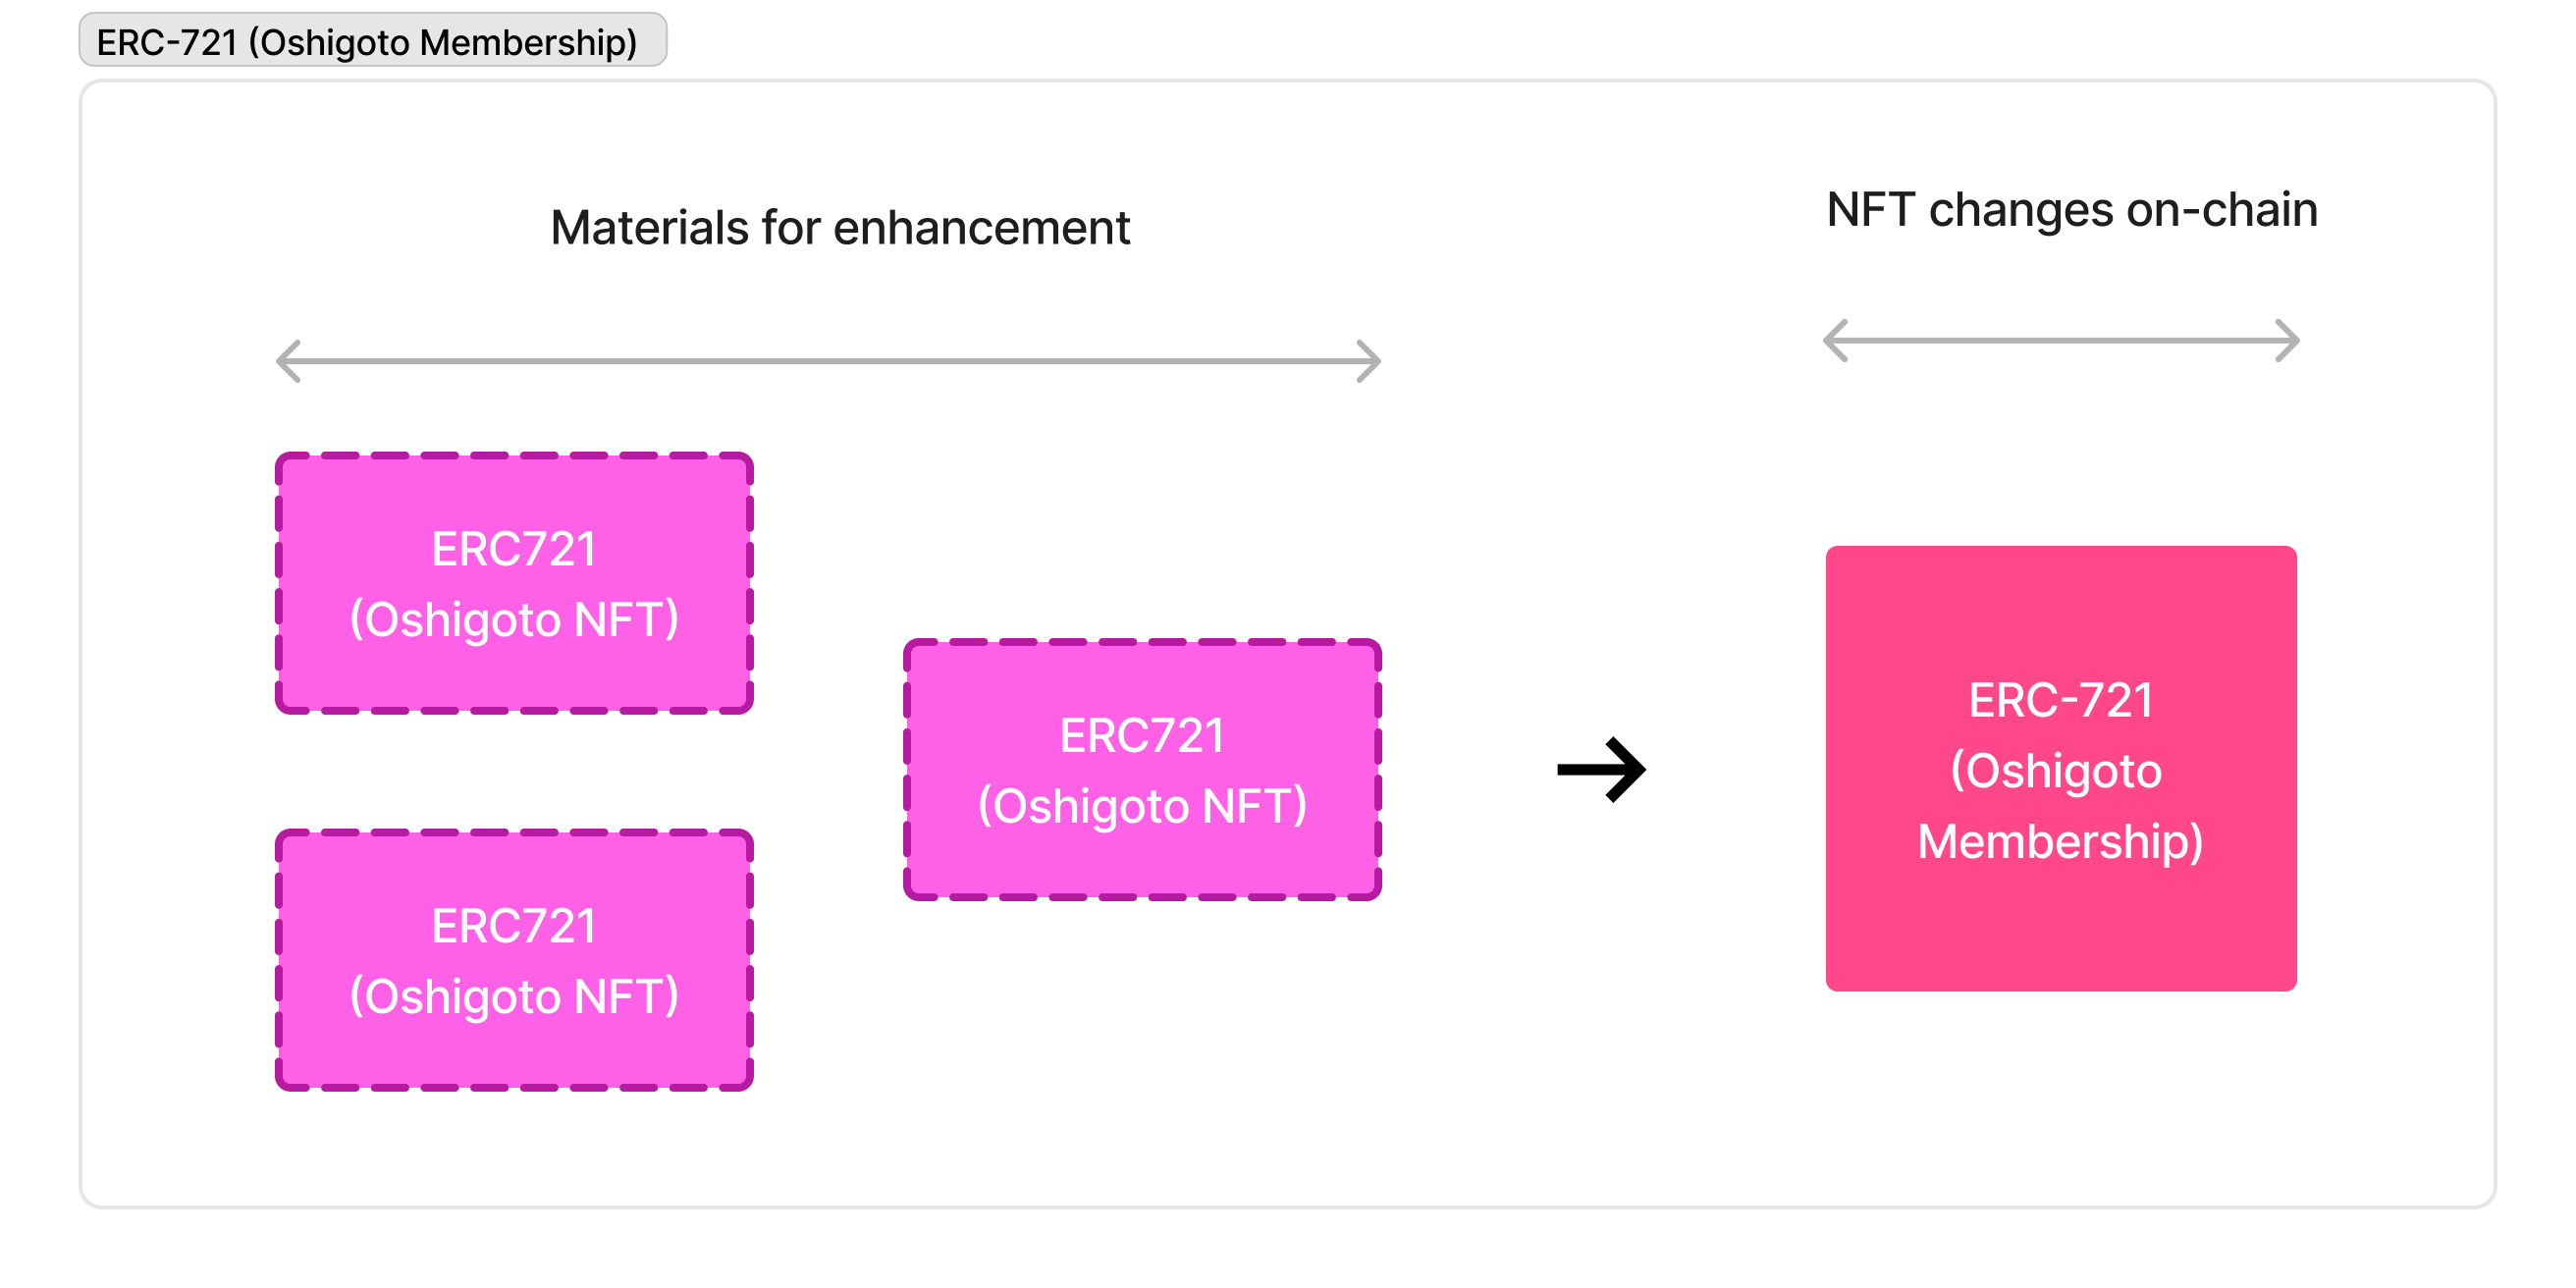 ERC-721 (Oshigoto Membership)
Materials for enhancement
NFT changes on-chain
ERC721
(Oshigoto NFT)
ERC721
(Oshigoto NFT)
ERC721
(Oshigoto NFT)
ERC-721
(Oshigoto
Membership)